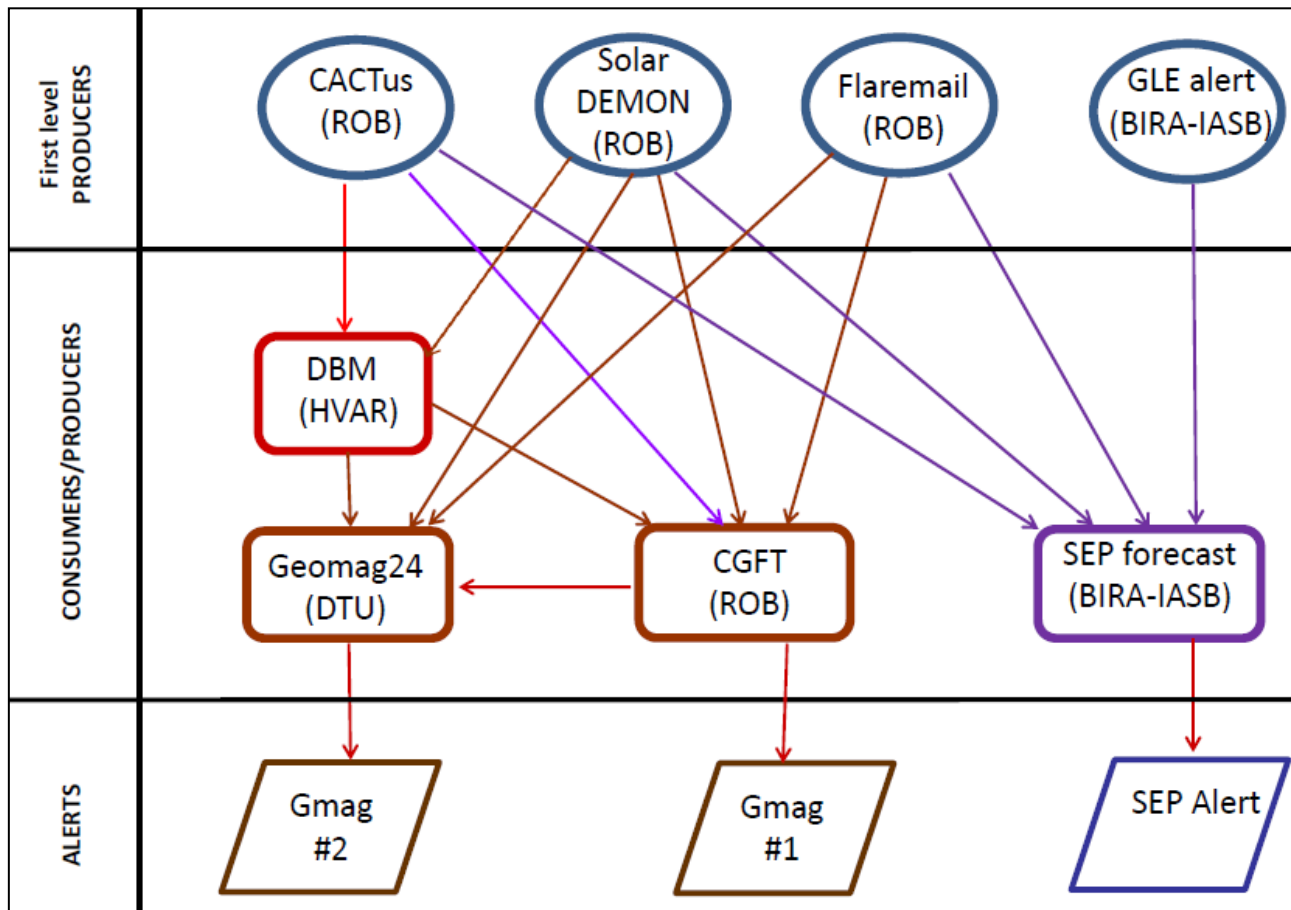 First level
PRODUCERS
CACTus
(ROB)
Solar
DEMON
(ROB)
Flaremail
(ROB)
GLE alert
(BIRA-IASB)
CONSUMERS/PRODUCERS
DBM
(HVAR)
Geomag24
(DTU)
CGFT
(ROB)
SEP forecast
(BIRA-IASB)
ALERTS
Gmag
#2
Gmag
#1
SEP Alert